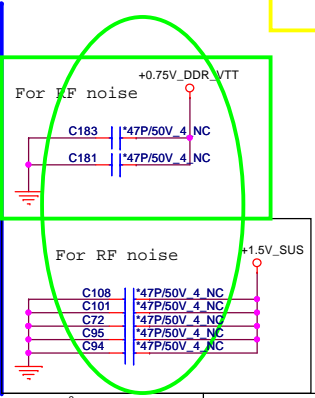 +0.75V_DDR_VTT
For RF noise
C183 *47P/50V_4_NC
C181 *47P/50V_4_NC
For RF noise
+1.5V_SUS
C108 *47P/50V_4_NC
C101 *47P/50V_4_NC
C72 *47P/50V_4_NC
C95 *47P/50V_4_NC
C94 *47P/50V_4_NC